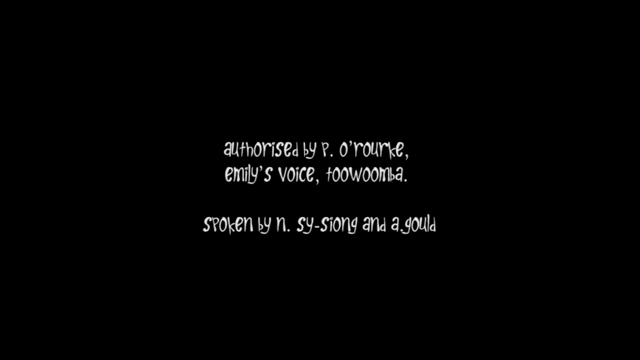 authorised by P. O'Rourke,
emily's voice, toowoomba.
spoken by n. sy-siong and a.gould